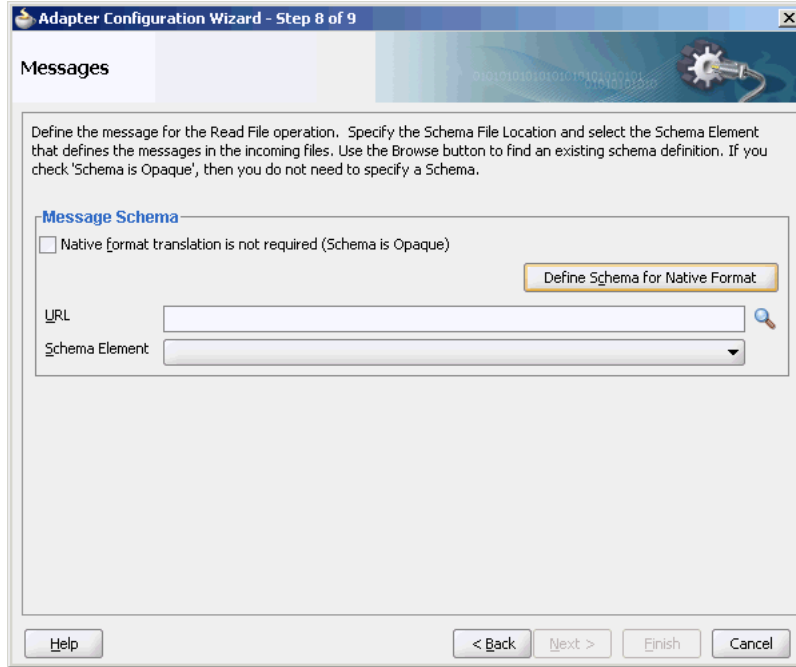 Adapter Configuration Wizard - Step 8 of 9
Messages
Define the message for the Read File operation.  Specify the Schema File Location and select the Schema Element
that defines the messages in the incoming files. Use the Browse button to find an existing schema definition. If you
check 'Schema is Opaque', then you do not need to specify a Schema.
Message Schema
Native format translation is not required (Schema is Opaque)
Define Schema for Native Format
URL
Schema Element
Help
< Back
Next >
Finish
Cancel